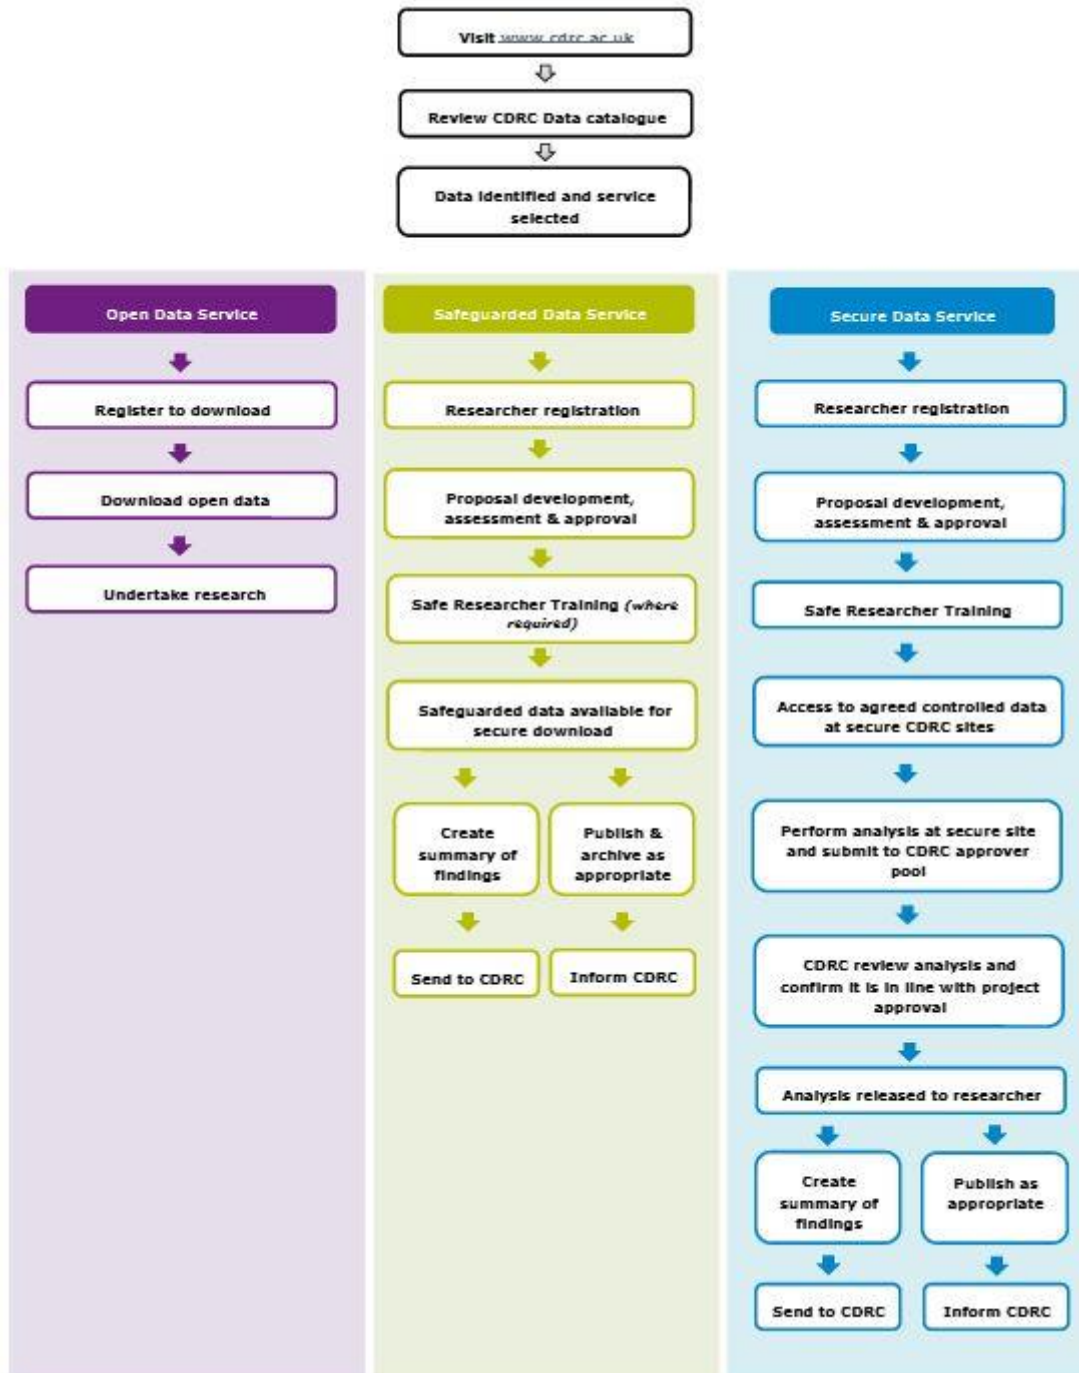 Visit www.cdrc.ac.uk
Review CDRC Data catalogue
Data identified and service
selected
Open Data Service
Register to download
Download open data
Undertake research
Safeguarded Data Service
Researcher registration
Proposal development,
assessment & approval
Safe Researcher Training (where
required)
Safeguarded data available for
secure download
Create
summary of
findings
Send to CDRC
Publish &
archive as
appropriate
Inform CDRC
Secure Data Service
Researcher registration
Proposal development,
assessment & approval
Safe Researcher Training
Access to agreed controlled data
at secure CDRC sites
Perform analysis at secure site
and submit to CDRC approver
pool
CDRC review analysis and
confirm it is in line with project
approval
Analysis released to researcher
Create
summary of
findings
Send to CDRC
Publish as
appropriate
Inform CDRC